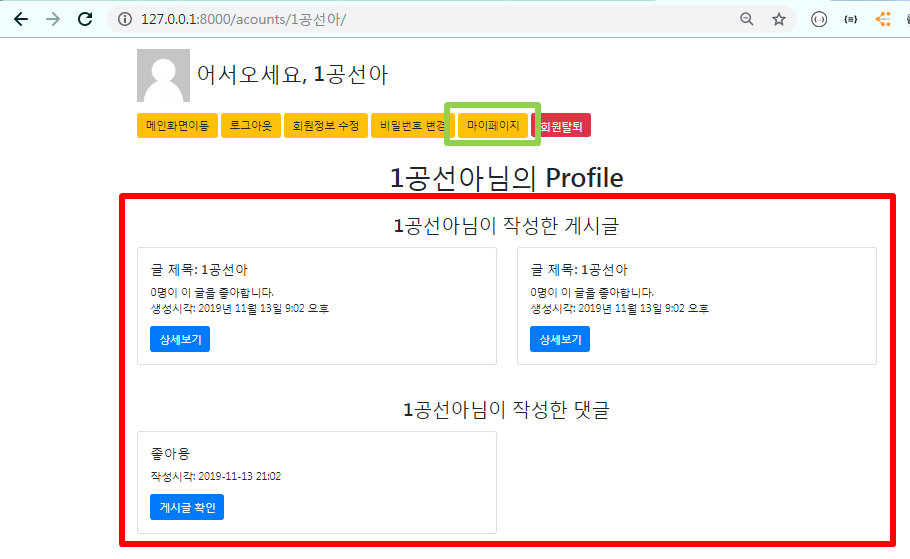 127.0.0.1:8000/acounts/1공선아/
어서오세요, 1공선아
메인화면이동 로그아웃 회원정보 수정 비밀번호 변경 마이페이지 회원탈퇴
1공선아님의 Profile
1공선아님이 작성한 게시글
글 제목: 1공선아
0명이 이 글을 좋아합니다.
생성시각: 2019년 11월 13일 9:02 오후
상세보기
글 제목: 1공선아
0명이 이 글을 좋아합니다.
생성시각: 2019년 11월 13일 9:02 오후
상세보기
1공선아님이 작성한 댓글
좋아용
작성시각: 2019-11-13 21:02
게시글 확인